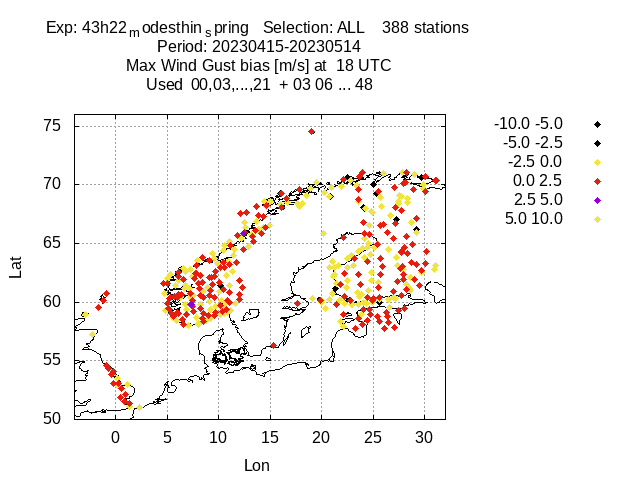 Exp: 43h22modesthinspring Selection: ALL 388 stations
Period: 20230415-20230514
Max Wind Gust bias [m/s] at 18 UTC
Used 00,03,...,21 + 03 06 ... 48
75
70
65
60
55
50
Lat
0 5 10 15 20 25 30
Lon
-10.0 -5.0
-5.0 -2.5
-2.5 0.0
0.0 2.5
2.5 5.0
5.0 10.0